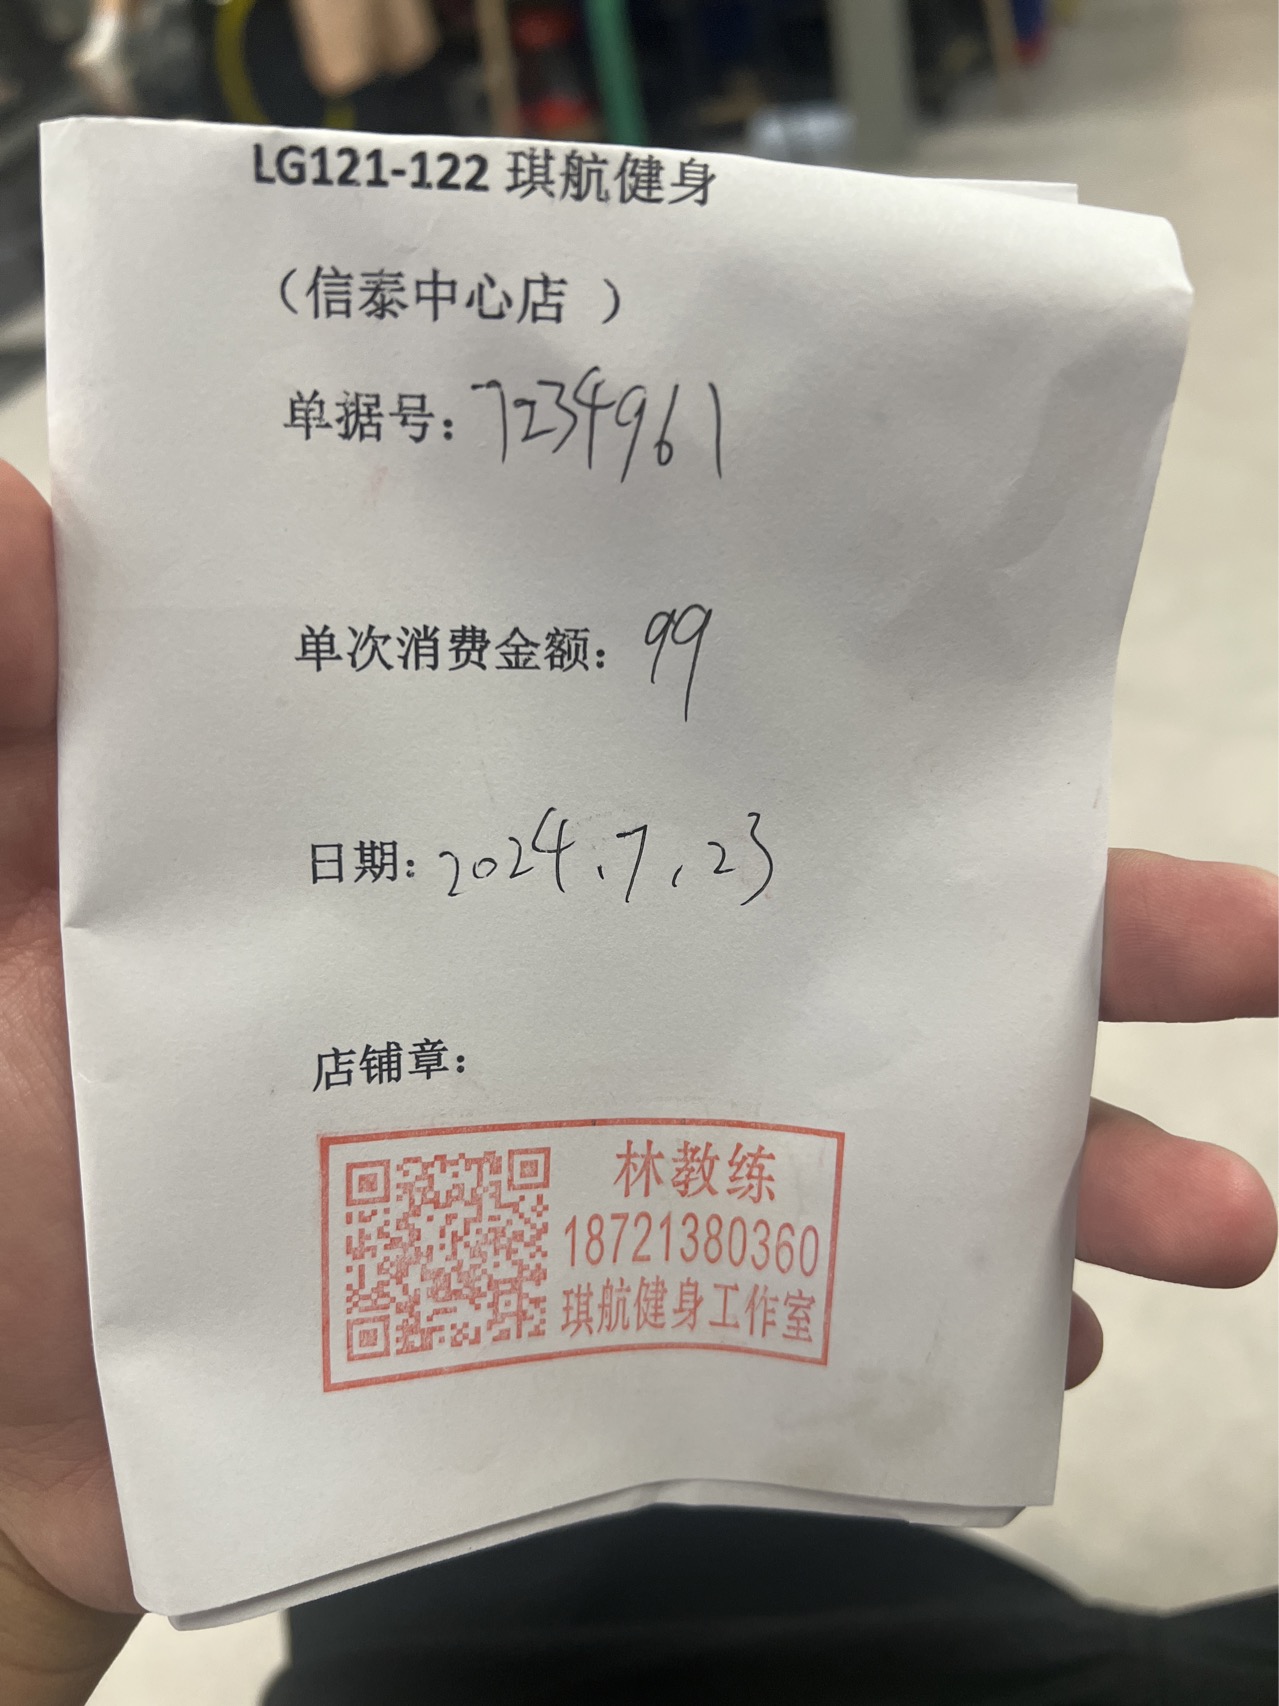 LG121-122 琪航健身
（信泰中心店 ）
单据号：7234961
单次消费金额：99
日期：2024.7.23
店铺章：
林教练
18721380360
琪航健身工作室